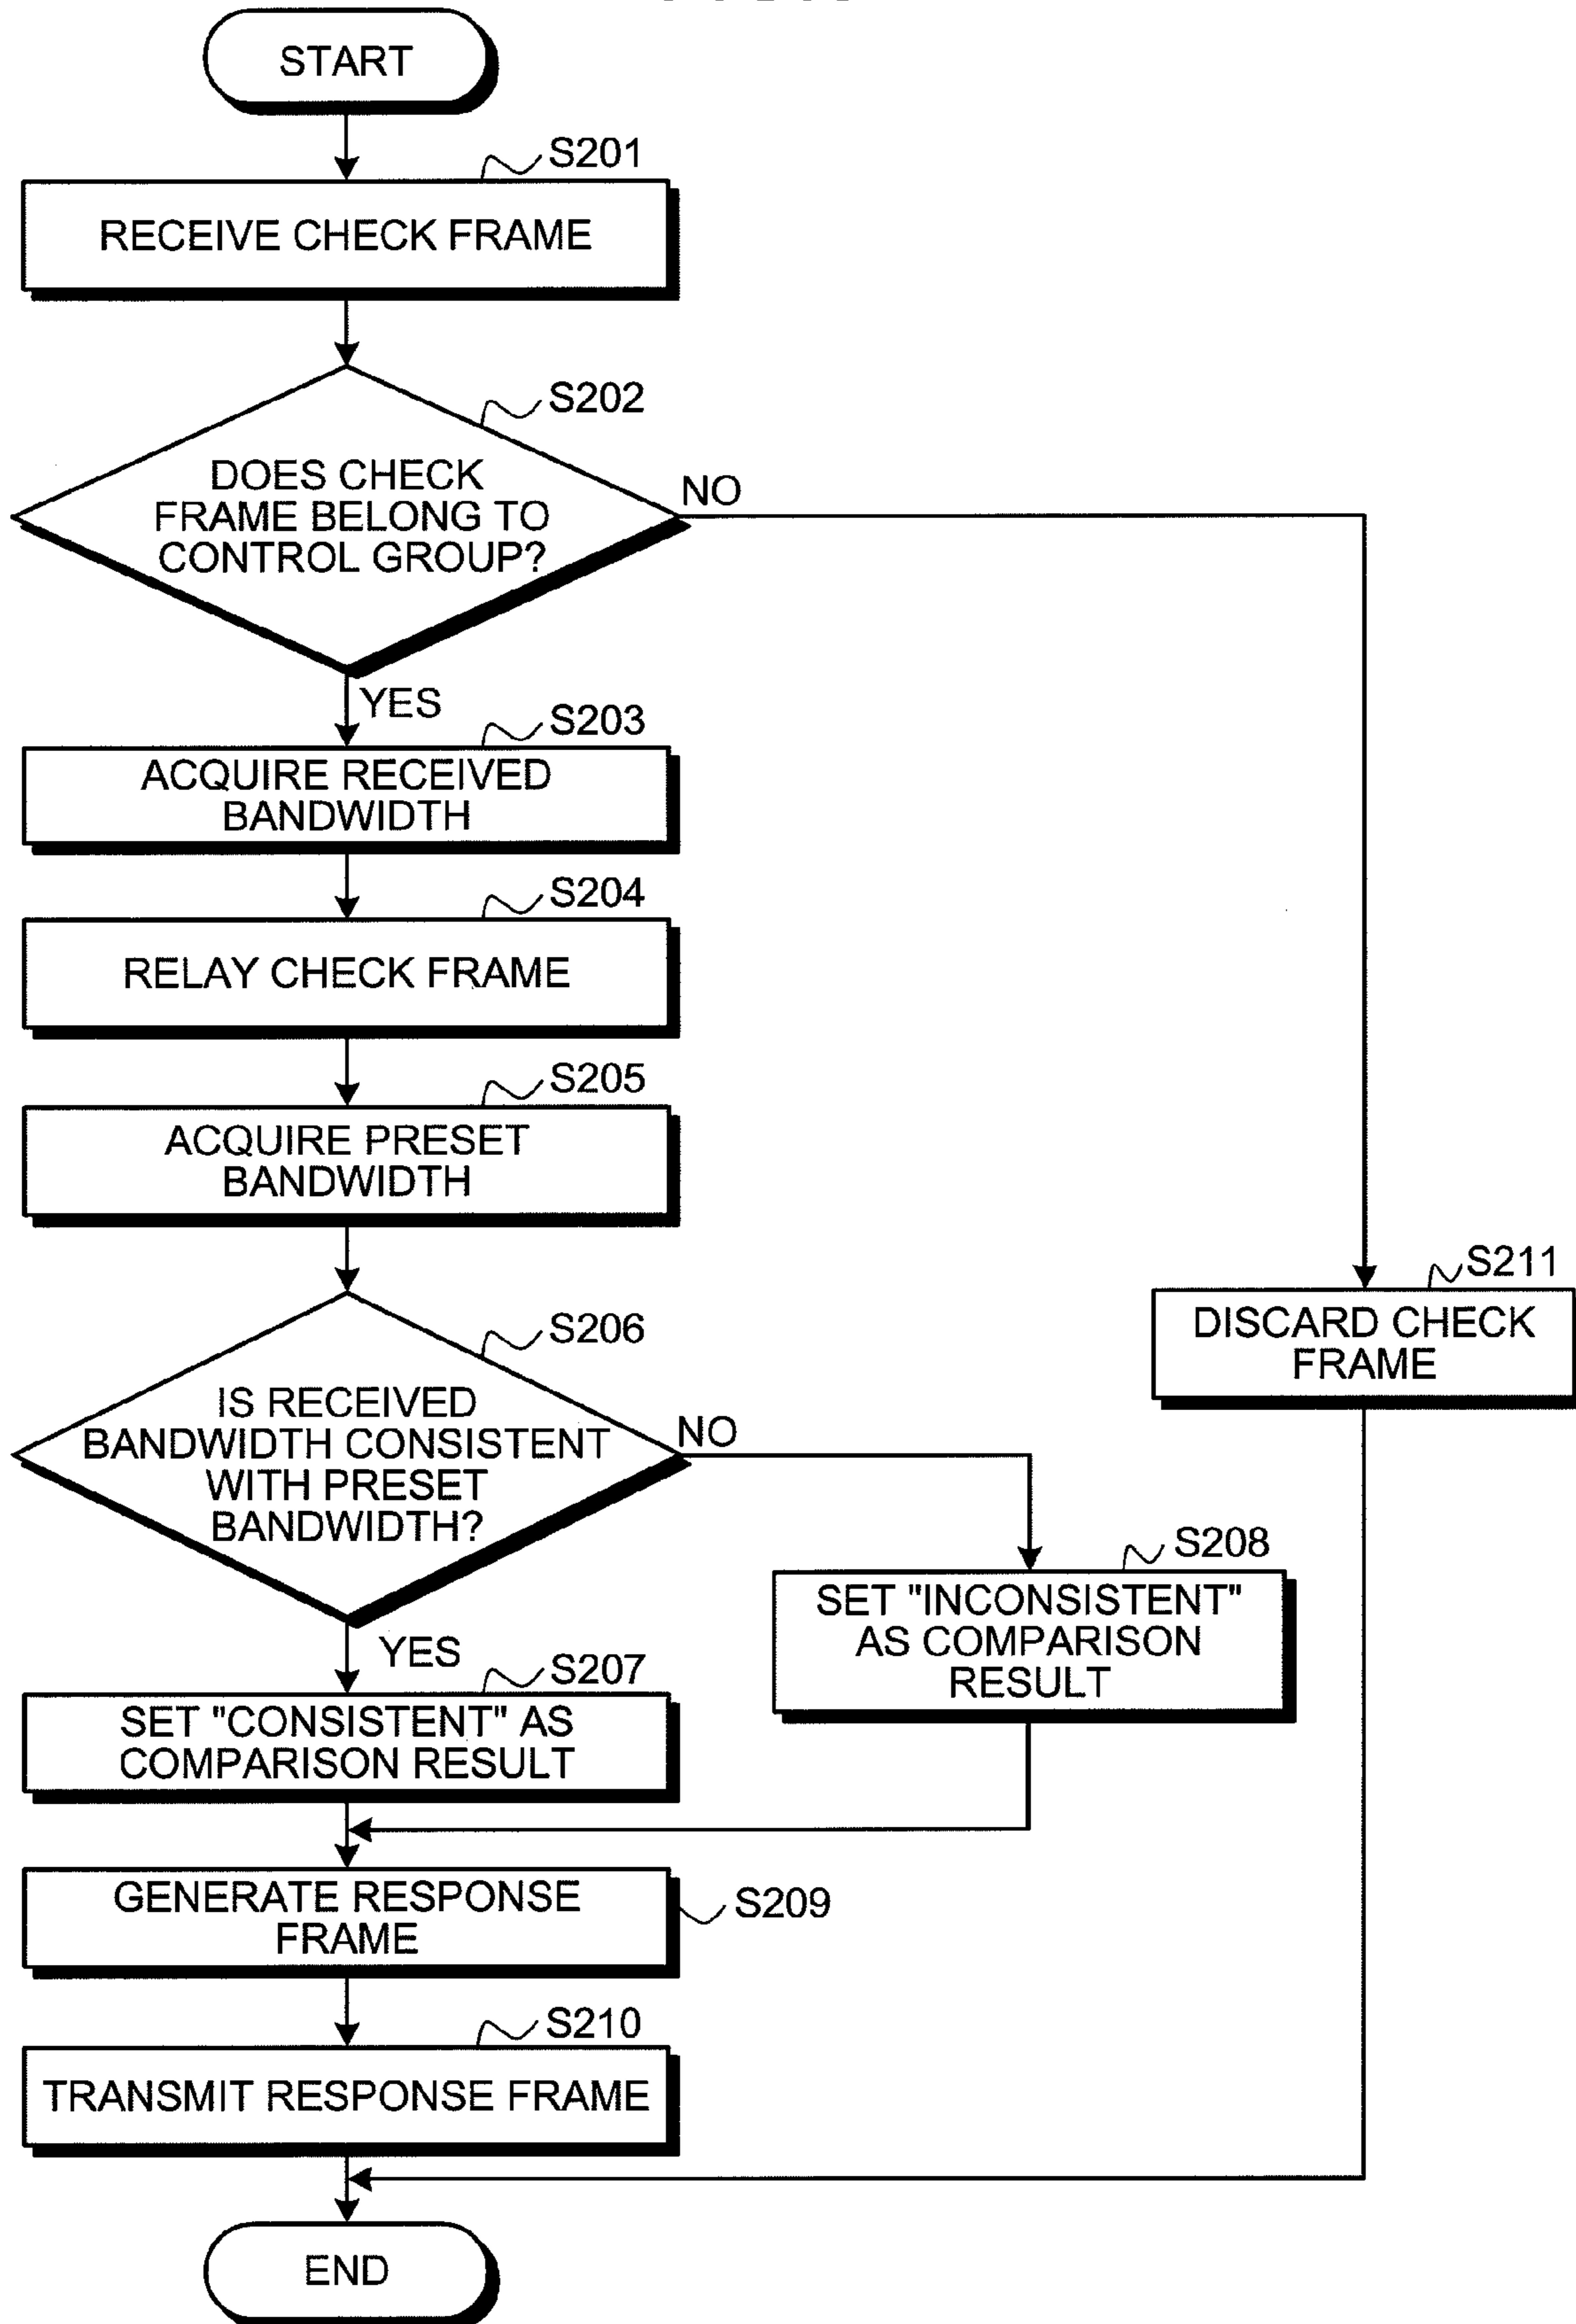 START
S201
RECEIVE CHECK FRAME
S202
DOES CHECK
FRAME BELONG TO
CONTROL GROUP?
NO
YES
S203
ACQUIRE RECEIVED
BANDWIDTH
S204
RELAY CHECK FRAME
S205
ACQUIRE PRESET
BANDWIDTH
S211
DISCARD CHECK
FRAME
S206
IS RECEIVED
BANDWIDTH CONSISTENT
WITH PRESET
BANDWIDTH?
NO
YES
S208
SET "INCONSISTENT"
AS COMPARISON
RESULT
S207
SET "CONSISTENT" AS
COMPARISON RESULT
GENERATE RESPONSE
FRAME
S209
S210
TRANSMIT RESPONSE FRAME
END